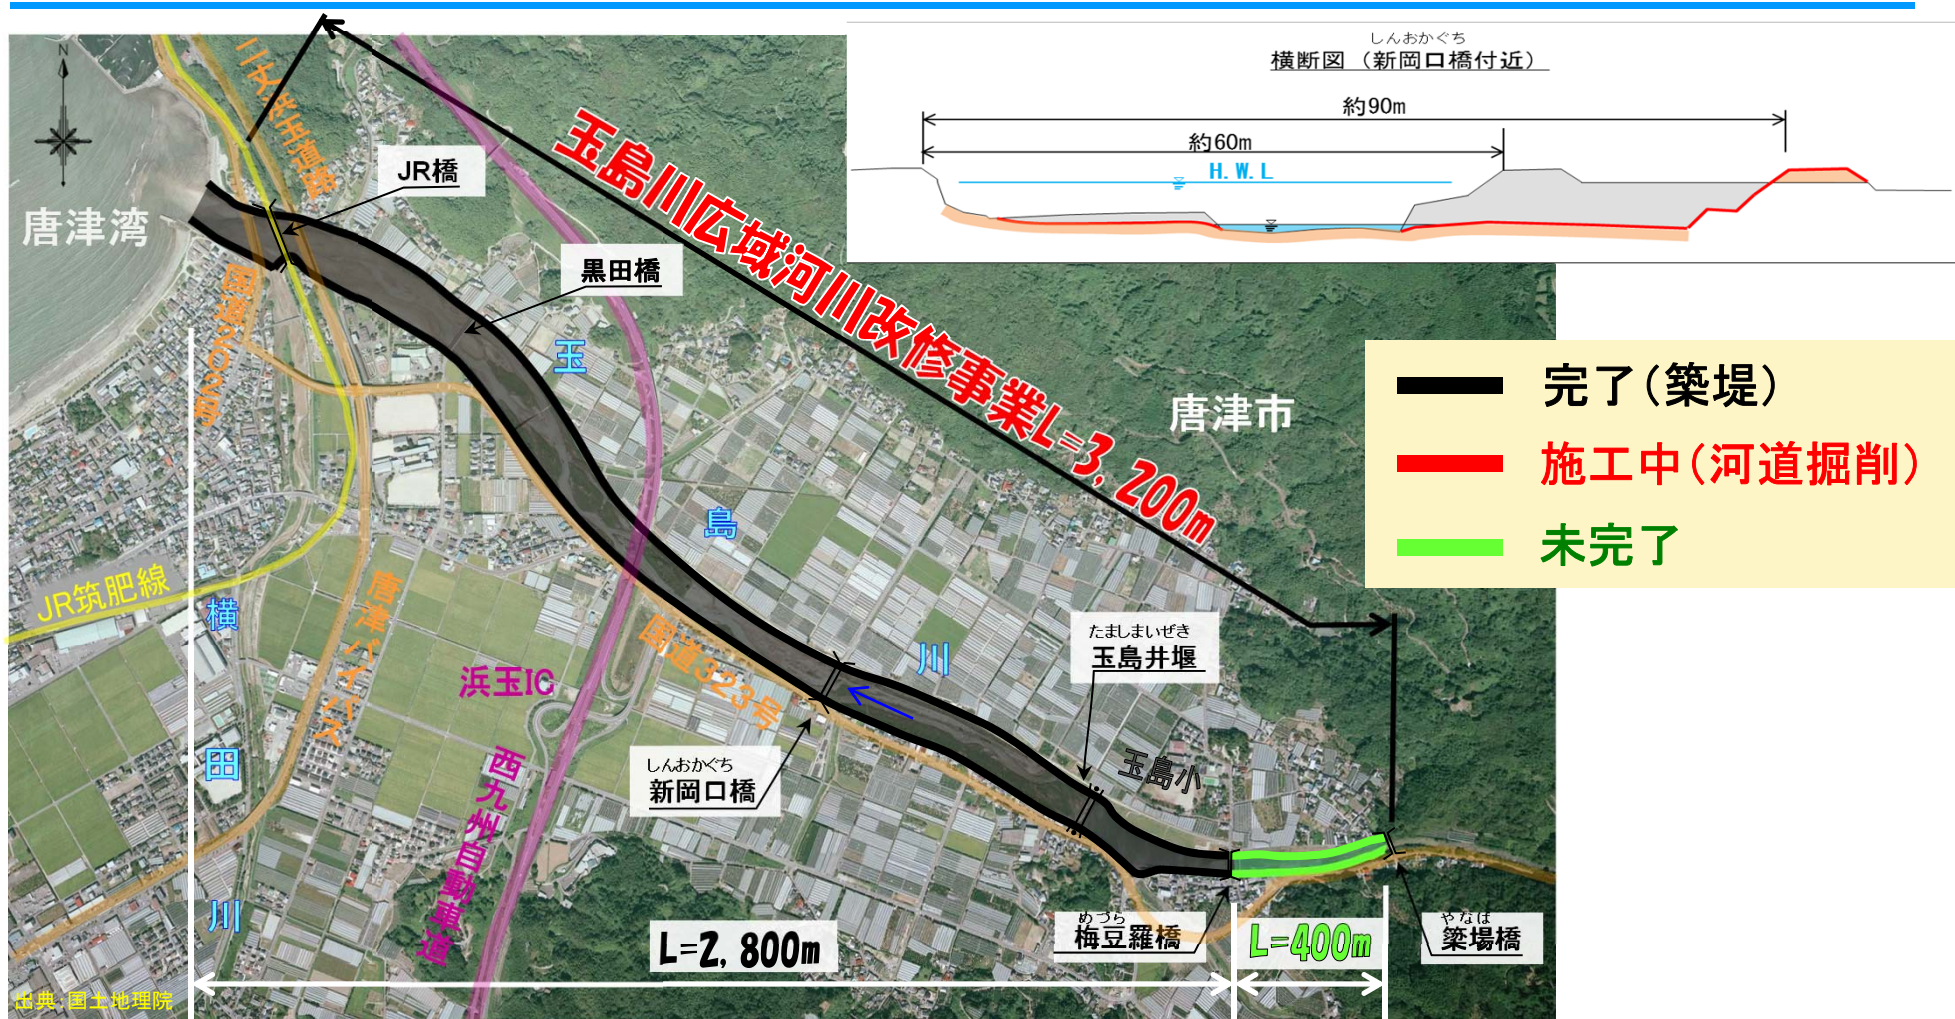 しんおかぐち
横断図（新岡口橋付近）
約90m
約60m
H.W.L
N
二丈浜玉道路
JR橋
唐津湾
黒田橋
国道202号
玉島川広域河川改修事業L=3,200m
唐津市
完了(築堤)
施工中(河道掘削)
未完了
玉
島
川
JR筑肥線
横
田
川
唐津バイパス
浜玉IC
国道323号
たましまいぜき
玉島井堰
玉島小
しんおかぐち
新岡口橋
西九州自動車道
めづら
梅豆羅橋
やなば
簗場橋
L=2,800m
L=400m
出典:国土地理院